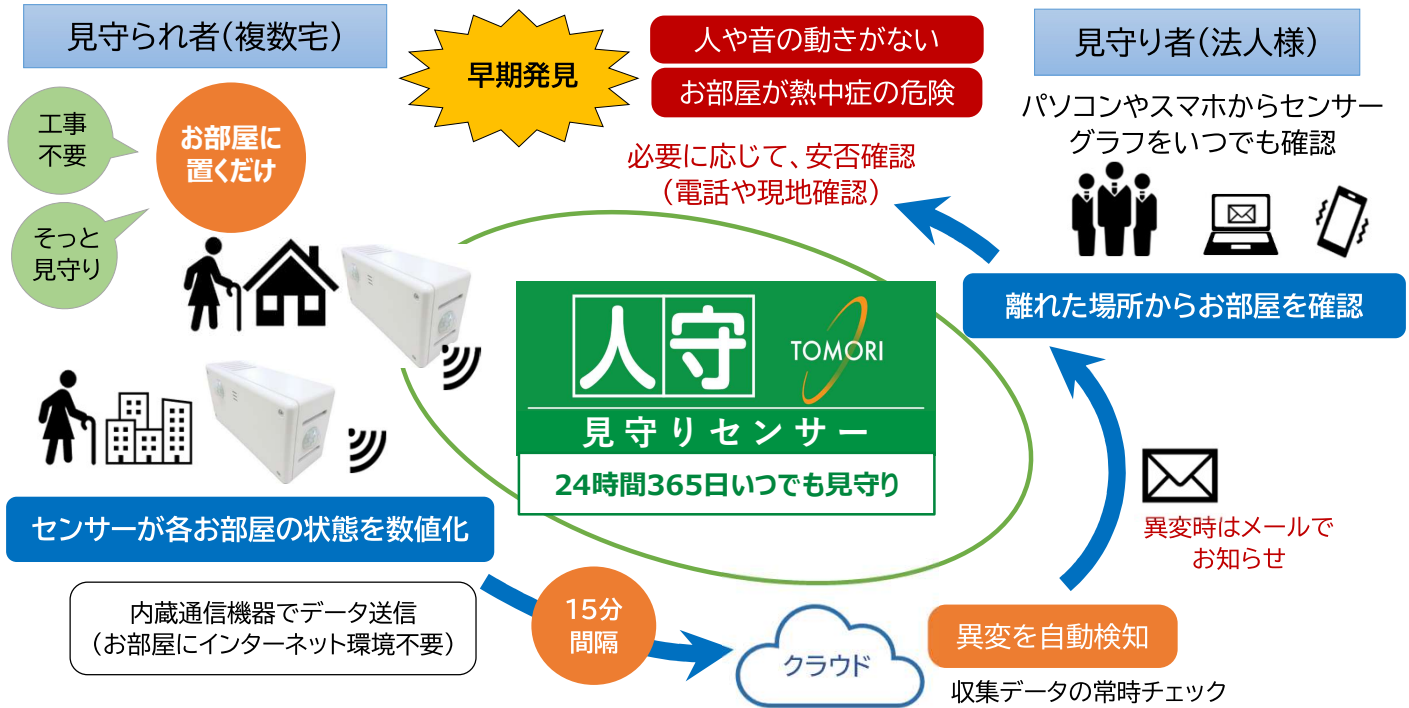 見守られ者(複数宅)
工事
不要
お部屋に
置くだけ
そっと
見守り
早期発見
人や音の動きがない
お部屋が熱中症の危険
必要に応じて、安否確認
(電話や現地確認)
見守り者(法人様)
パソコンやスマホからセンサー
グラフをいつでも確認
離れた場所からお部屋を確認
人守
TOMORI
見守りセンサー
24時間365日いつでも見守り
センサーが各お部屋の状態を数値化
内蔵通信機器でデータ送信
(お部屋にインターネット環境不要)
15分
間隔
クラウド
異変を自動検知
収集データの常時チェック
異変時はメールで
お知らせ